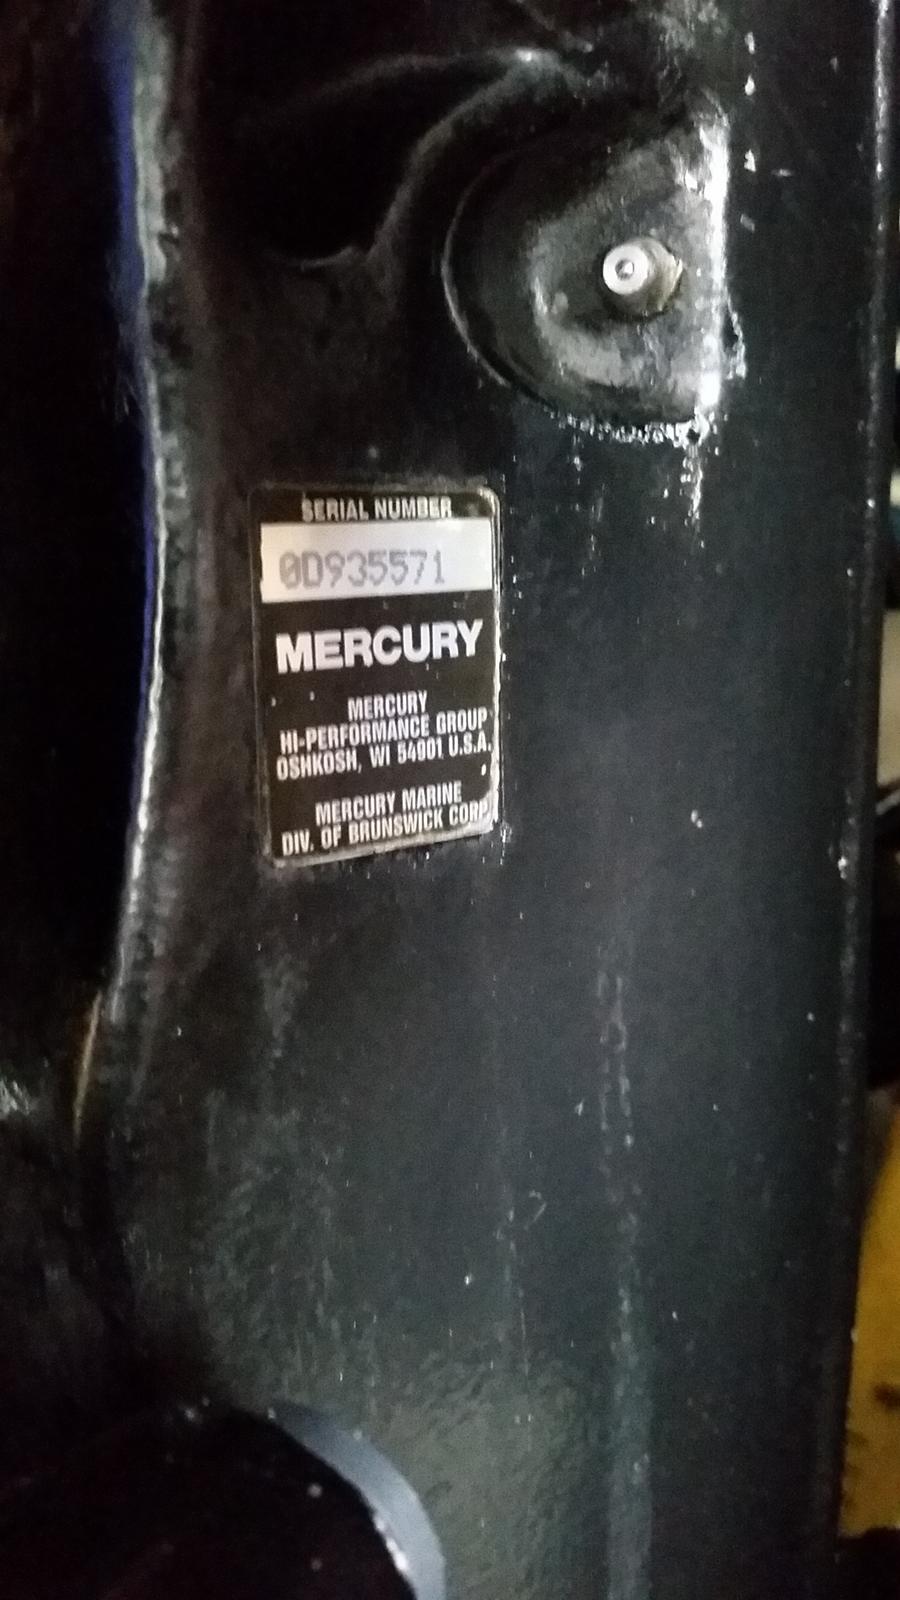 SERIAL NUMBER
0D935571
MERCURY
MERCURY
HI-PERFORMANCE GROUP
OSHKOSH, WI 54901 U.S.A.
MERCURY MARINE
DIV. OF BRUNSWICK CORP